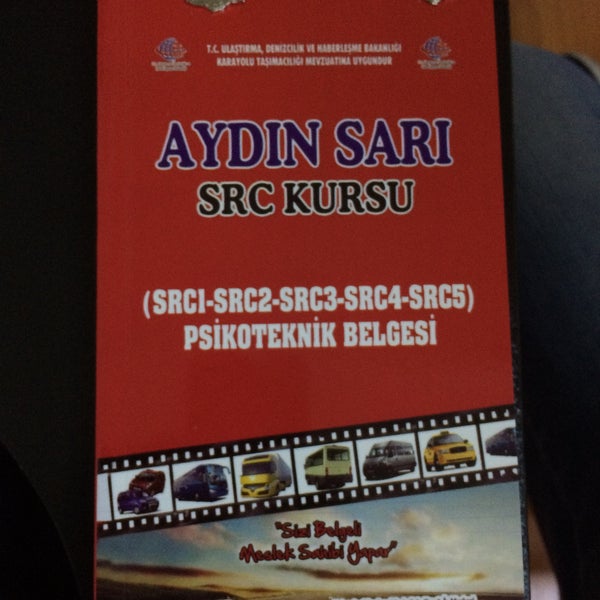 T.C. ULAŞTIRMA, DENİZCİLİK VE HABERLEŞME BAKANLIĞI
KARAYOLU TAŞIMACILIĞI MEVZUATINA UYGUNDUR
AYDIN SARI
SRC KURSU
(SRC1-SRC2-SRC3-SRC4-SRC5)
PSİKOTEKNİK BELGESİ
"Sizi Belgeli
Meslek Sahibi Yapar"